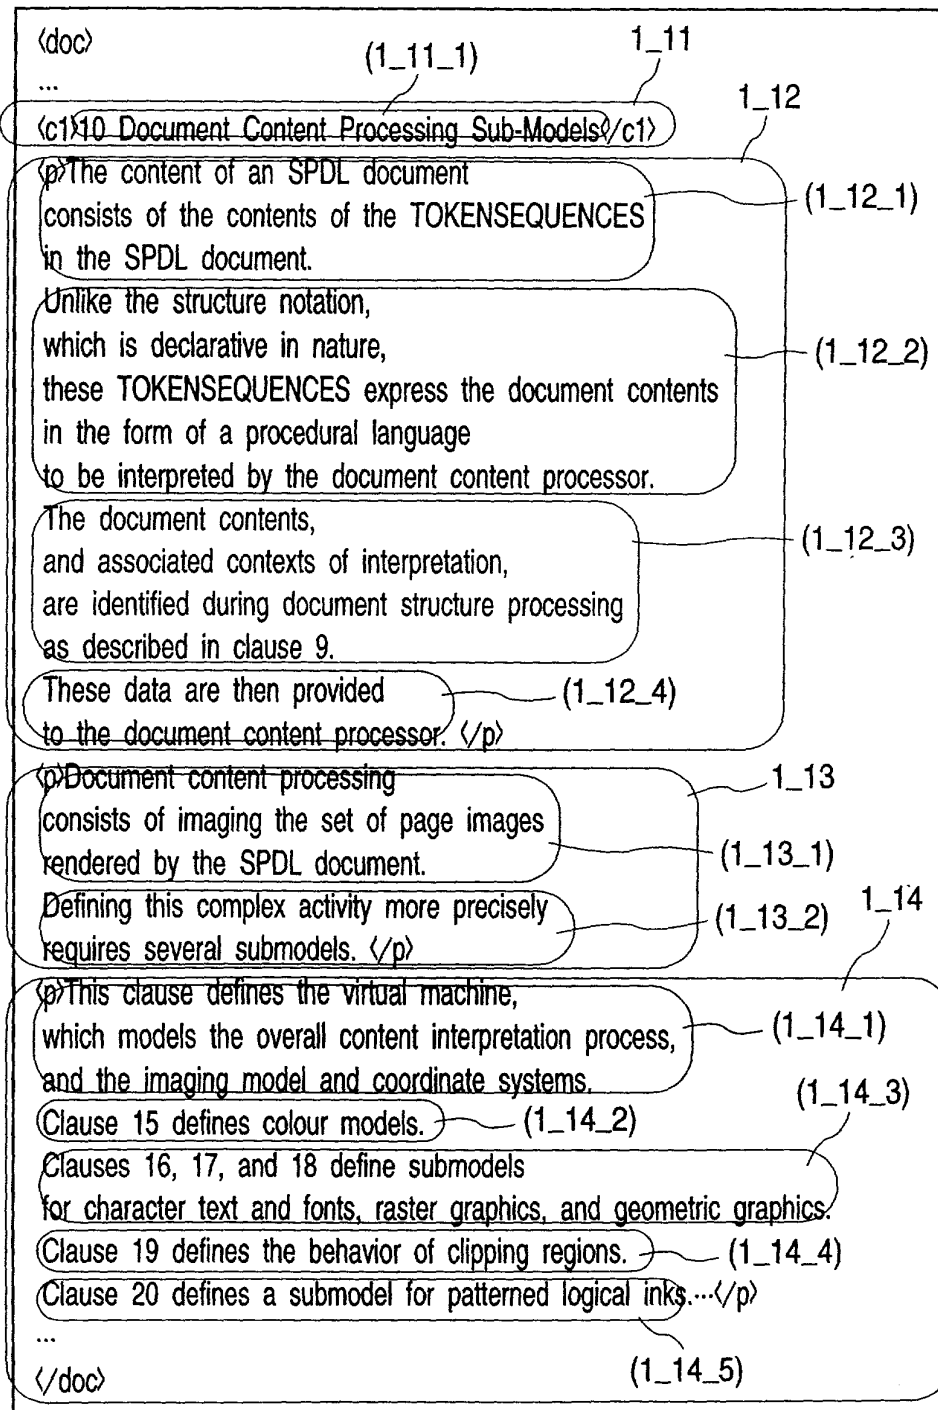 〈doc〉
(1_11_1)
1_11
...
〈c1〉10 Document Content Processing Sub-Models〈/c1〉
1_12
〈p〉The content of an SPDL document
consists of the contents of the TOKENSEQUENCES
(1_12_1)
in the SPDL document.
Unlike the structure notation,
which is declarative in nature,
(1_12_2)
these TOKENSEQUENCES express the document contents
in the form of a procedural language
to be interpreted by the document content processor.
The document contents,
(1_12_3)
and associated contexts of interpretation,
are identified during document structure processing
as described in clause 9.
These data are then provided
(1_12_4)
to the document content processor. 〈/p〉
〈p〉Document content processing
1_13
consists of imaging the set of page images
rendered by the SPDL document.
(1_13_1)
Defining this complex activity more precisely
(1_13_2)
1_14
requires several submodels. 〈/p〉
〈p〉This clause defines the virtual machine,
which models the overall content interpretation process,
(1_14_1)
and the imaging model and coordinate systems.
(1_14_3)
Clause 15 defines colour models.
(1_14_2)
Clauses 16, 17, and 18 define submodels
for character text and fonts, raster graphics, and geometric graphics.
Clause 19 defines the behavior of clipping regions.
(1_14_4)
Clause 20 defines a submodel for patterned logical inks.…〈/p〉
...
(1_14_5)
〈/doc〉